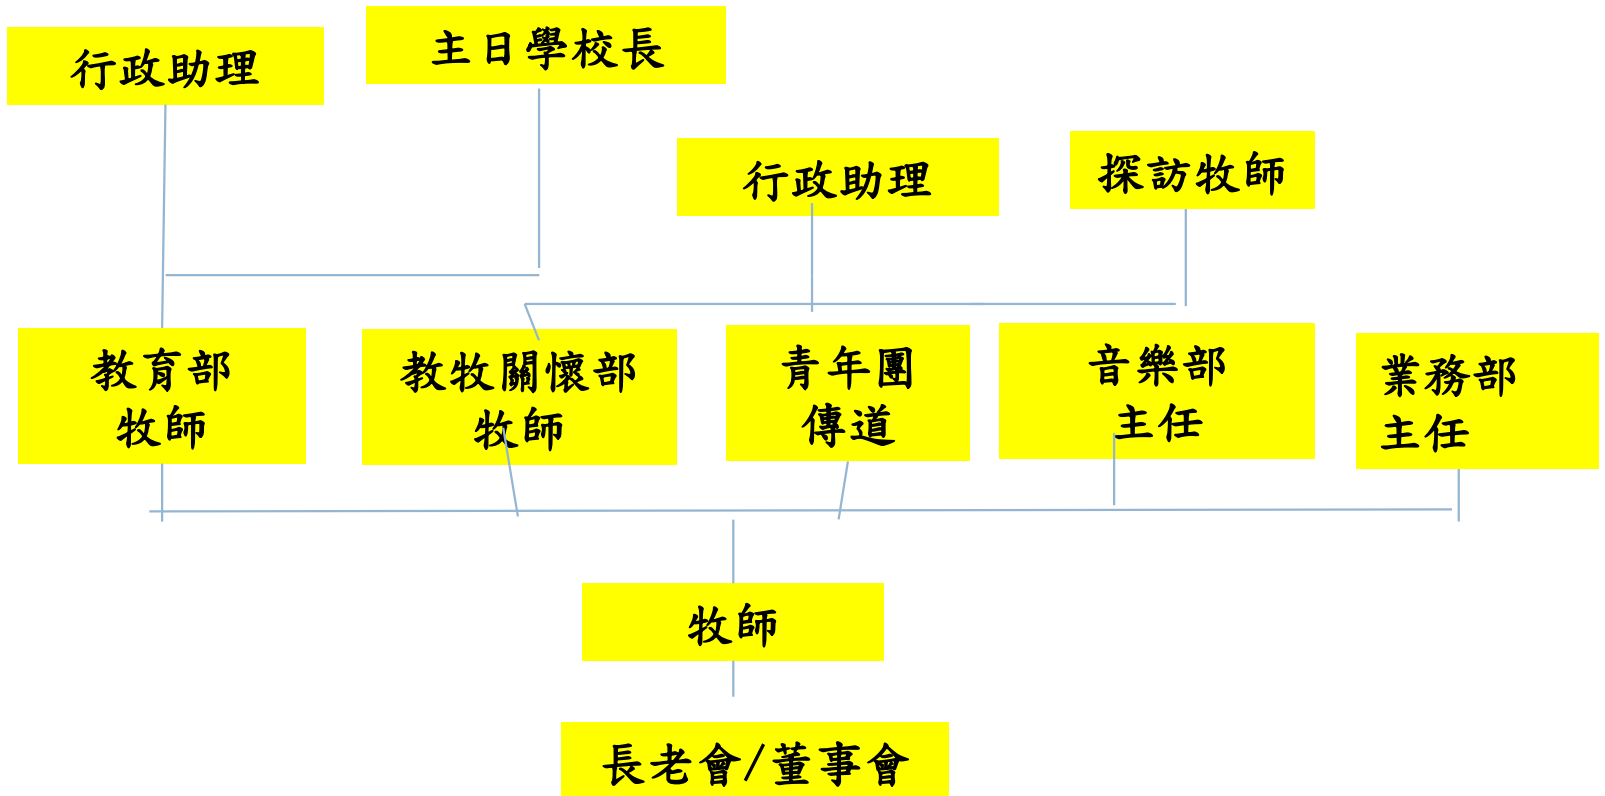 行政助理
主日學校長
行政助理
探訪牧師
教育部
牧師
教牧關懷部
牧師
青年團
傳道
音樂部
主任
業務部
主任
牧師
長老會/董事會